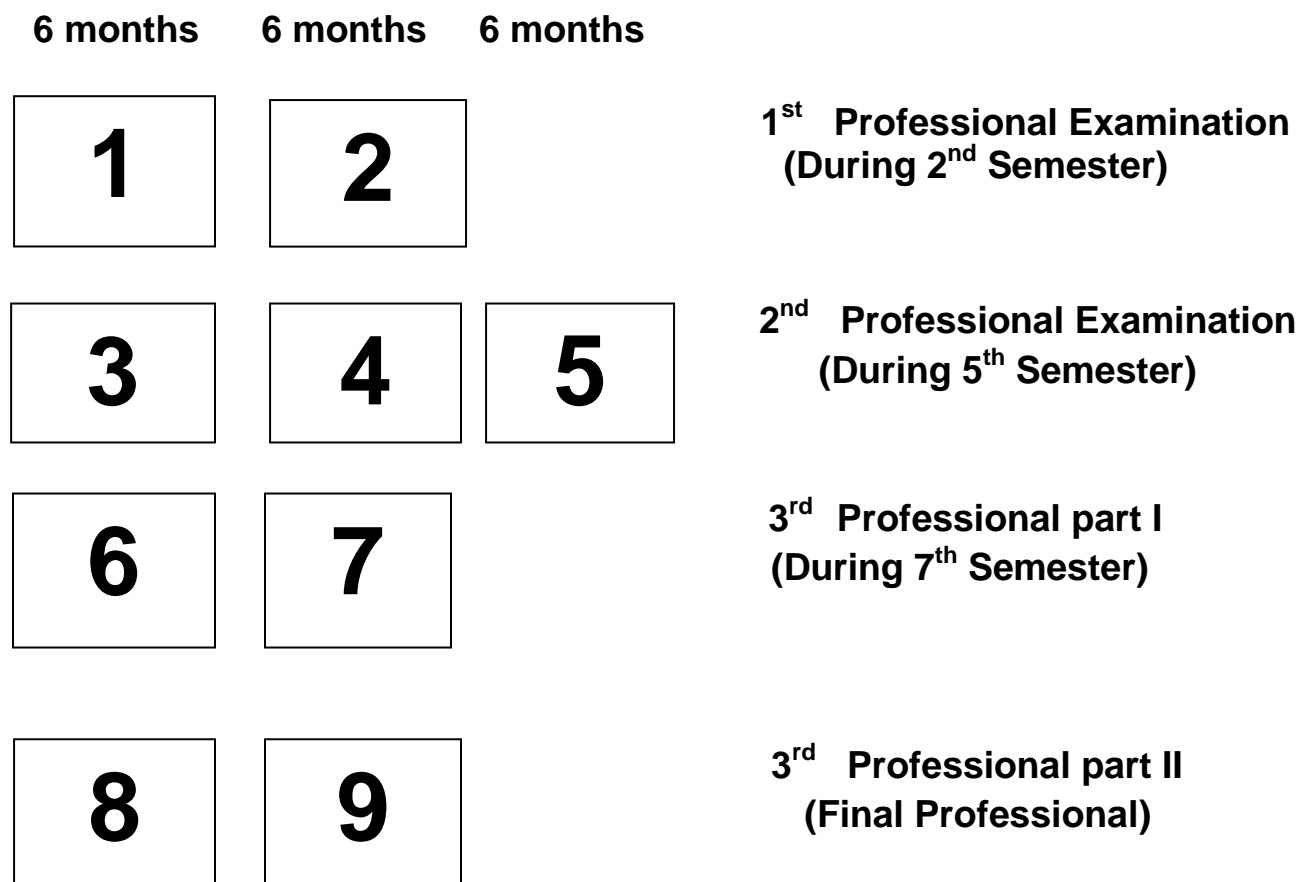 6 months 6 months 6 months
1 2 1st Professional Examination
(During 2nd Semester)
3 4 5 2nd Professional Examination
(During 5th Semester)
6 7 3rd Professional part I
(During 7th Semester)
8 9 3rd Professional part II
(Final Professional)